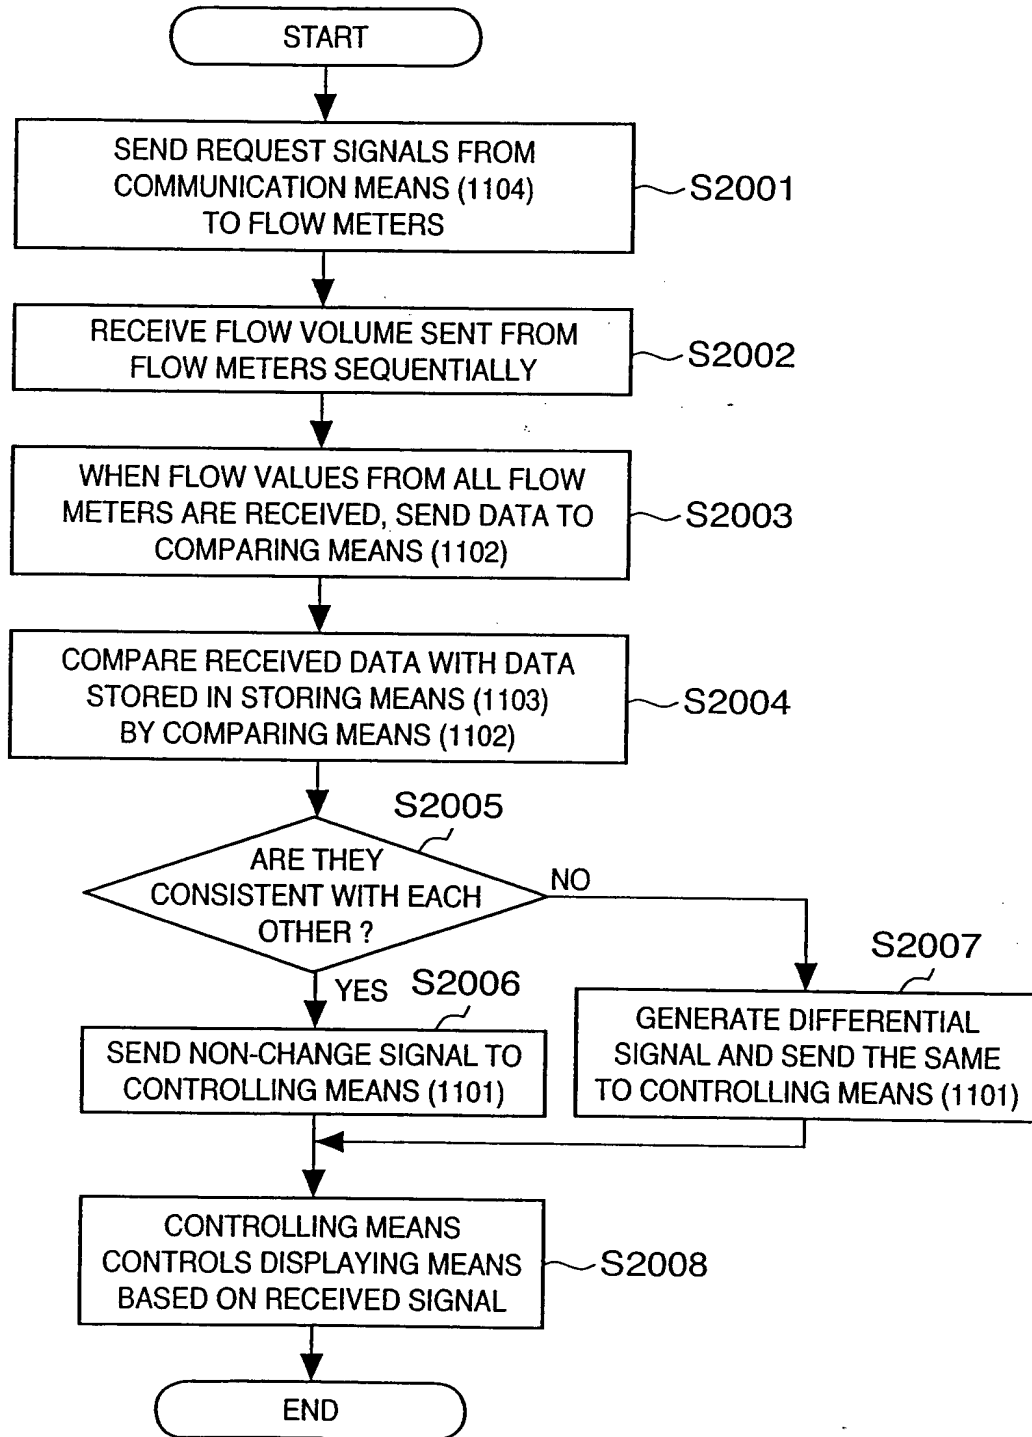 START
SEND REQUEST SIGNALS FROM
COMMUNICATION MEANS (1104)
TO FLOW METERS
S2001
RECEIVE FLOW VOLUME SENT FROM
FLOW METERS SEQUENTIALLY
S2002
WHEN FLOW VALUES FROM ALL FLOW
METERS ARE RECEIVED, SEND DATA TO
COMPARING MEANS (1102)
S2003
COMPARE RECEIVED DATA WITH DATA
STORED IN STORING MEANS (1103)
BY COMPARING MEANS (1102)
S2004
S2005
ARE THEY
CONSISTENT WITH EACH
OTHER ?
NO
YES
S2006
SEND NON-CHANGE SIGNAL TO
CONTROLLING MEANS (1101)
S2007
GENERATE DIFFERENTIAL
SIGNAL AND SEND THE SAME
TO CONTROLLING MEANS (1101)
CONTROLLING MEANS
CONTROLS DISPLAYING MEANS
BASED ON RECEIVED SIGNAL
S2008
END